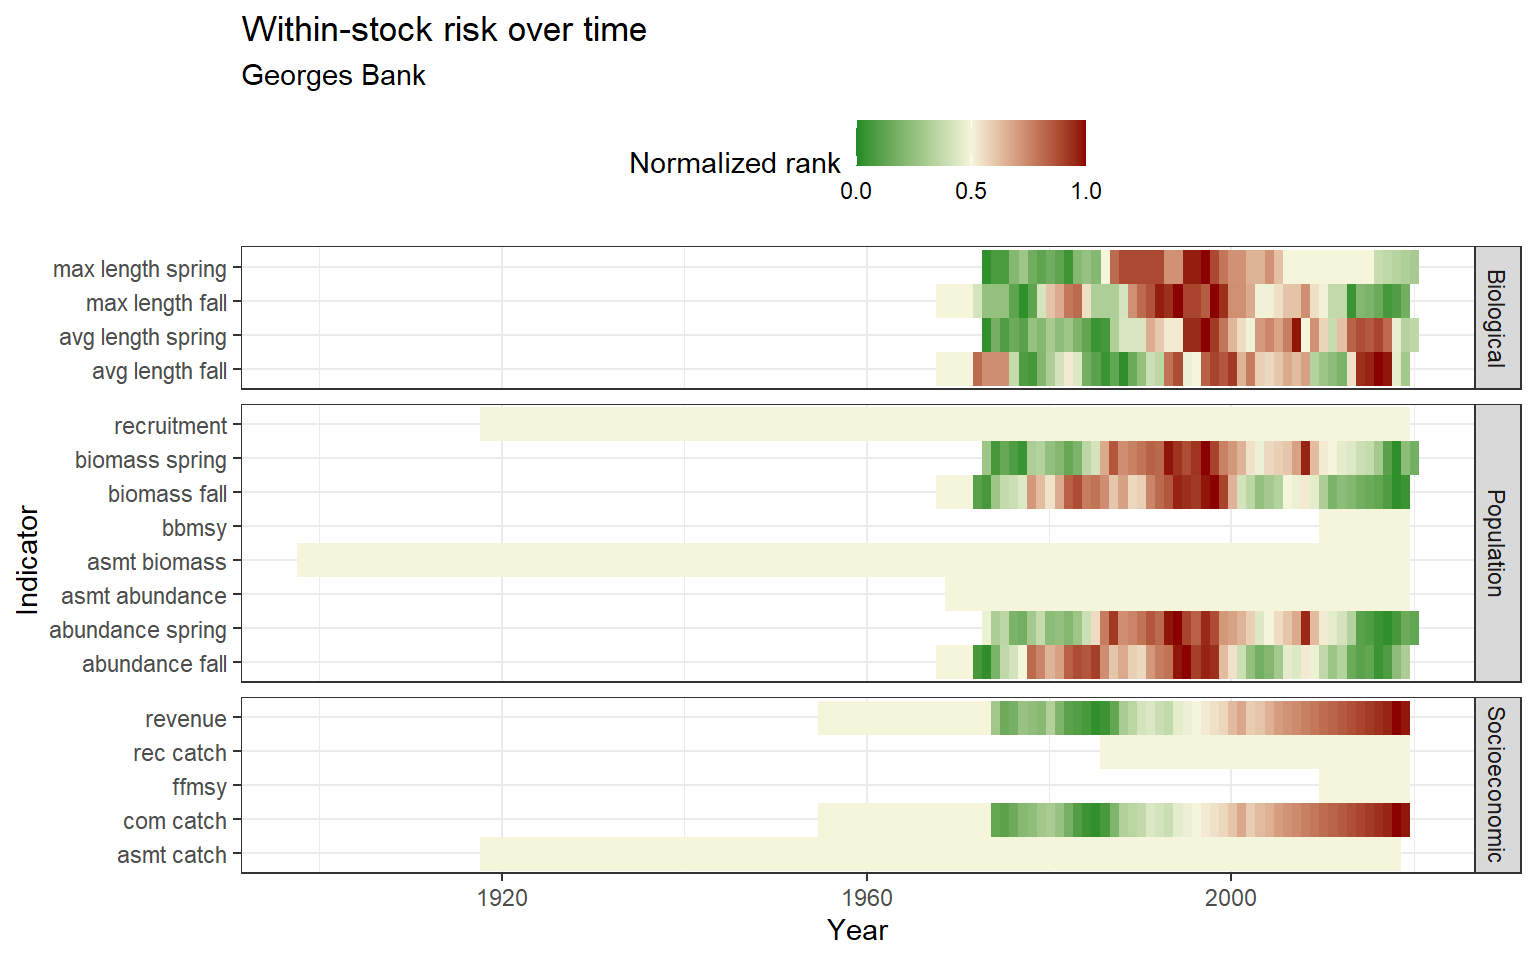 Within-stock risk over time
Georges Bank
Normalized rank
0.0 0.5 1.0
Indicator
max length spring
max length fall
avg length spring
avg length fall
Biological
recruitment
biomass spring
biomass fall
bbmsy
asmt biomass
asmt abundance
abundance spring
abundance fall
Population
revenue
rec catch
ffmsy
com catch
asmt catch
Socioeconomic
1920 1960 2000
Year